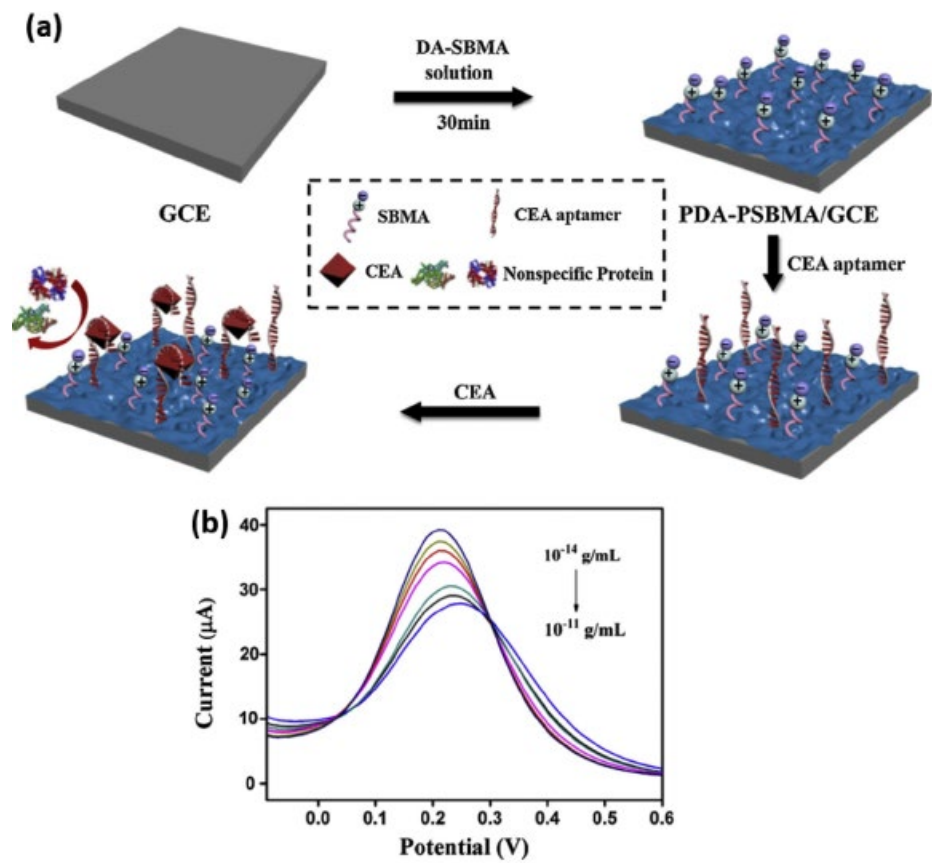 (a)
DA-SBMA
solution
30min
GCE
PDA-PSBMA/GCE
SBMA
CEA aptamer
CEA
Nonspecific Protein
CEA aptamer
CEA
(b)
40
30
20
10
0
Current (μA)
10⁻¹⁴ g/mL
10⁻¹¹ g/mL
0.0 0.1 0.2 0.3 0.4 0.5 0.6
Potential (V)